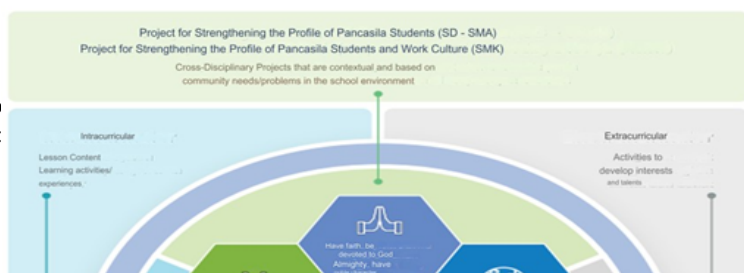 Project for Strengthening the Profile of Pancasila Students (SD - SMA)
Project for Strengthening the Profile of Pancasila Students and Work Culture (SMK)
Cross-Disciplinary Projects that are contextual and based on
community needs/problems in the school environment
Intracurricular
Lesson Content
Learning activities/
experiences,
Extracurricular
Activities to
develop interests
and talents
Have faith, be
devoted to God
Almighty, have